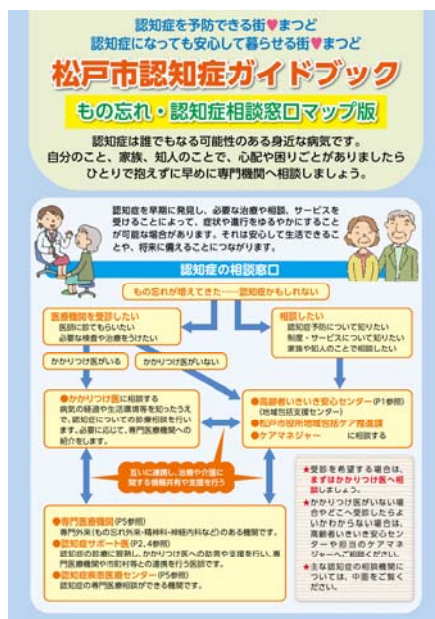 認知症を予防できる街♥まつど
認知症になっても安心して暮らせる街♥まつど
松戸市認知症ガイドブック
もの忘れ・認知症相談窓口マップ版
認知症は誰でもなる可能性のある身近な病気です。
自分のこと、家族、知人のことで、心配や困りごとがありましたら
ひとりで抱えずに早めに専門機関へ相談しましょう。
認知症を早期に発見し、必要な治療や相談、サービスを
受けることによって、症状や進行をゆるやかにすること
が可能な場合があります。それは安心して生活できるこ
とや、将来に備えることにつながります。
認知症の相談窓口
もの忘れが増えてきた……認知症かもしれない
医療機関を受診したい
医師に診てもらいたい
必要な検査や治療をうけたい
相談したい
認知症予防について知りたい
制度・サービスについて知りたい
家族や知人のことで相談したい
かかりつけ医がいる
かかりつけ医がいない
●かかりつけ医に相談する
病気の経過や生活環境等を知ったうえ
で、認知症についての診療相談を行い
ます。必要に応じて、専門医療機関への
紹介をします。
●高齢者いきいき安心センター(P1参照)
(地域包括支援センター)
●松戸市役所地域包括ケア推進課
●ケアマネジャー に相談する
互いに連携し、治療や介護に
関する情報共有や支援を行う
●専門医療機関(P5参照)
専門外来(もの忘れ外来・精神科・神経内科など)のある機関です。
●認知症サポート医(P2、4参照)
認知症の診療に習熟し、かかりつけ医への助言や支援を行い、専
門医療機関や市町村等との連携を行う医師です。
●認知症疾患医療センター(P5参照)
認知症の専門医療相談ができる機関です。
★受診を希望する場合は、
まずはかかりつけ医へ相
談しましょう。
★かかりつけ医がいない場
合やどこへ受診したらよ
いかわからない場合は、
高齢者いきいき安心セン
ターや担当のケアマネ
ジャーへご相談ください。
★主な認知症の相談機関
については、中面をご覧く
ださい。